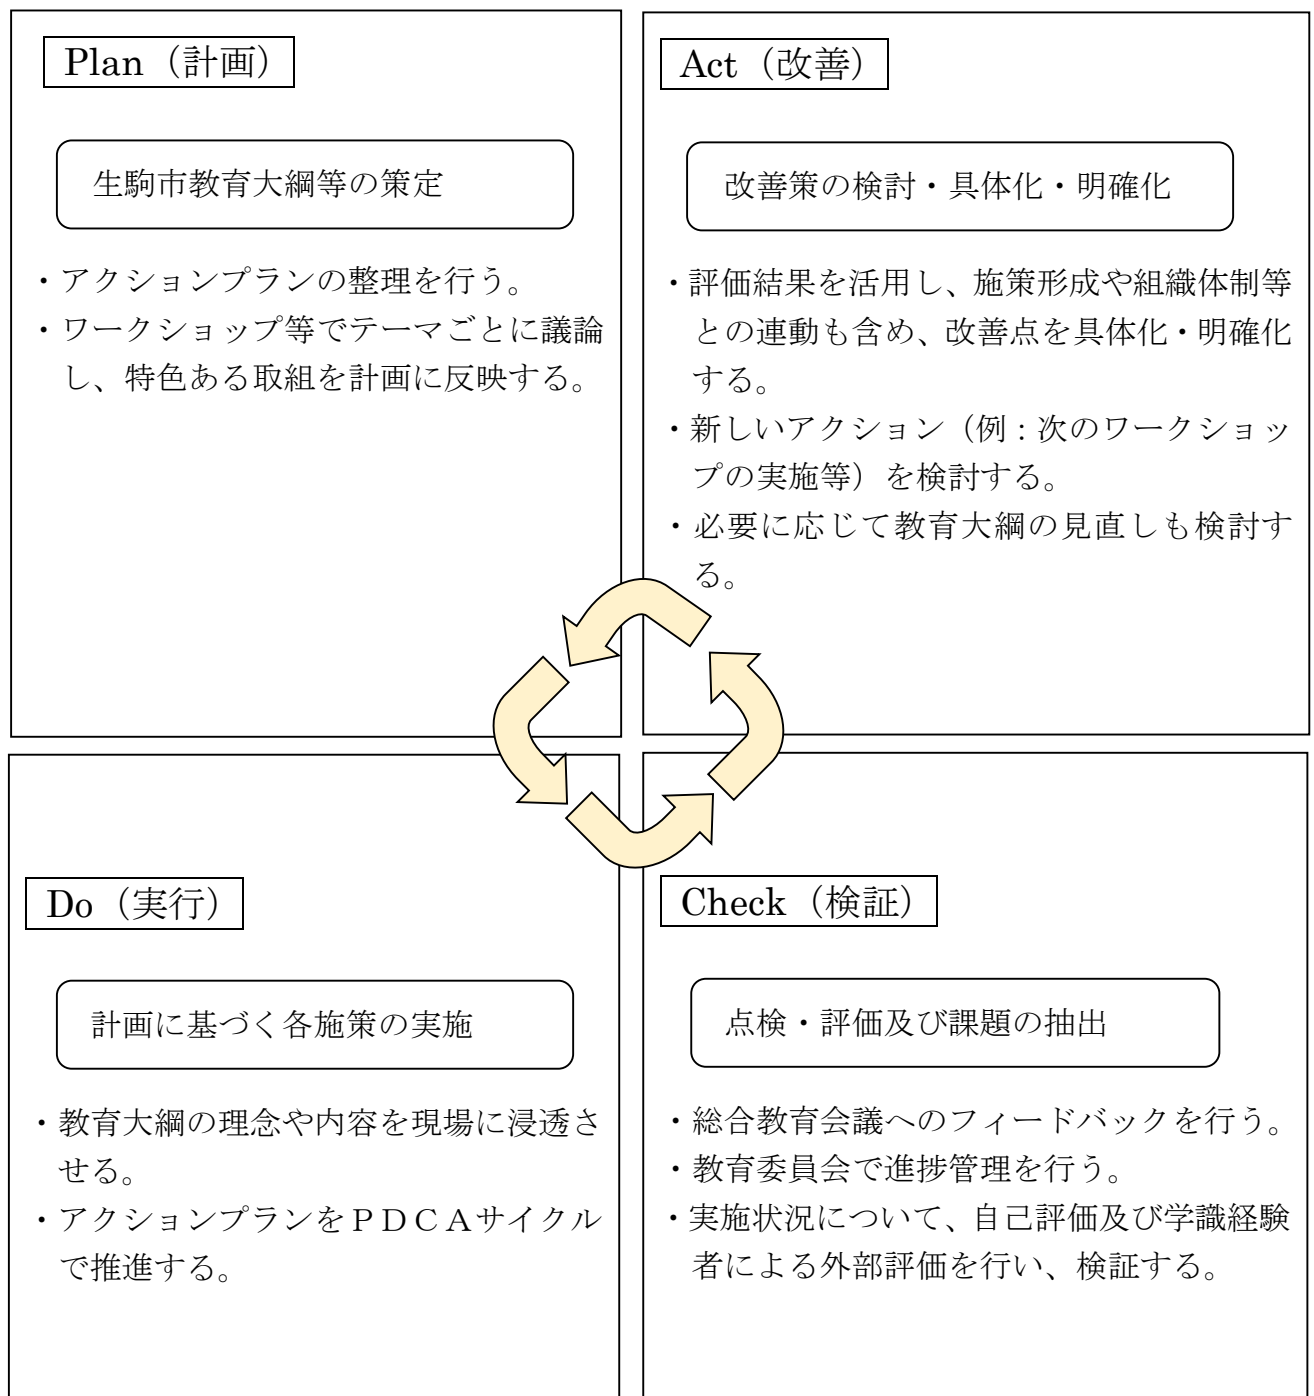 Plan（計画）
生駒市教育大綱等の策定
・アクションプランの整理を行う。
・ワークショップ等でテーマごとに議論
し、特色ある取組を計画に反映する。
Act（改善）
改善策の検討・具体化・明確化
・評価結果を活用し、施策形成や組織体制等
との連動も含め、改善点を具体化・明確化
する。
・新しいアクション（例：次のワークショッ
プの実施等）を検討する。
・必要に応じて教育大綱の見直しも検討す
る。
Do（実行）
計画に基づく各施策の実施
・教育大綱の理念や内容を現場に浸透さ
せる。
・アクションプランをＰＤＣＡサイクル
で推進する。
Check（検証）
点検・評価及び課題の抽出
・総合教育会議へのフィードバックを行う。
・教育委員会で進捗管理を行う。
・実施状況について、自己評価及び学識経験
者による外部評価を行い、検証する。